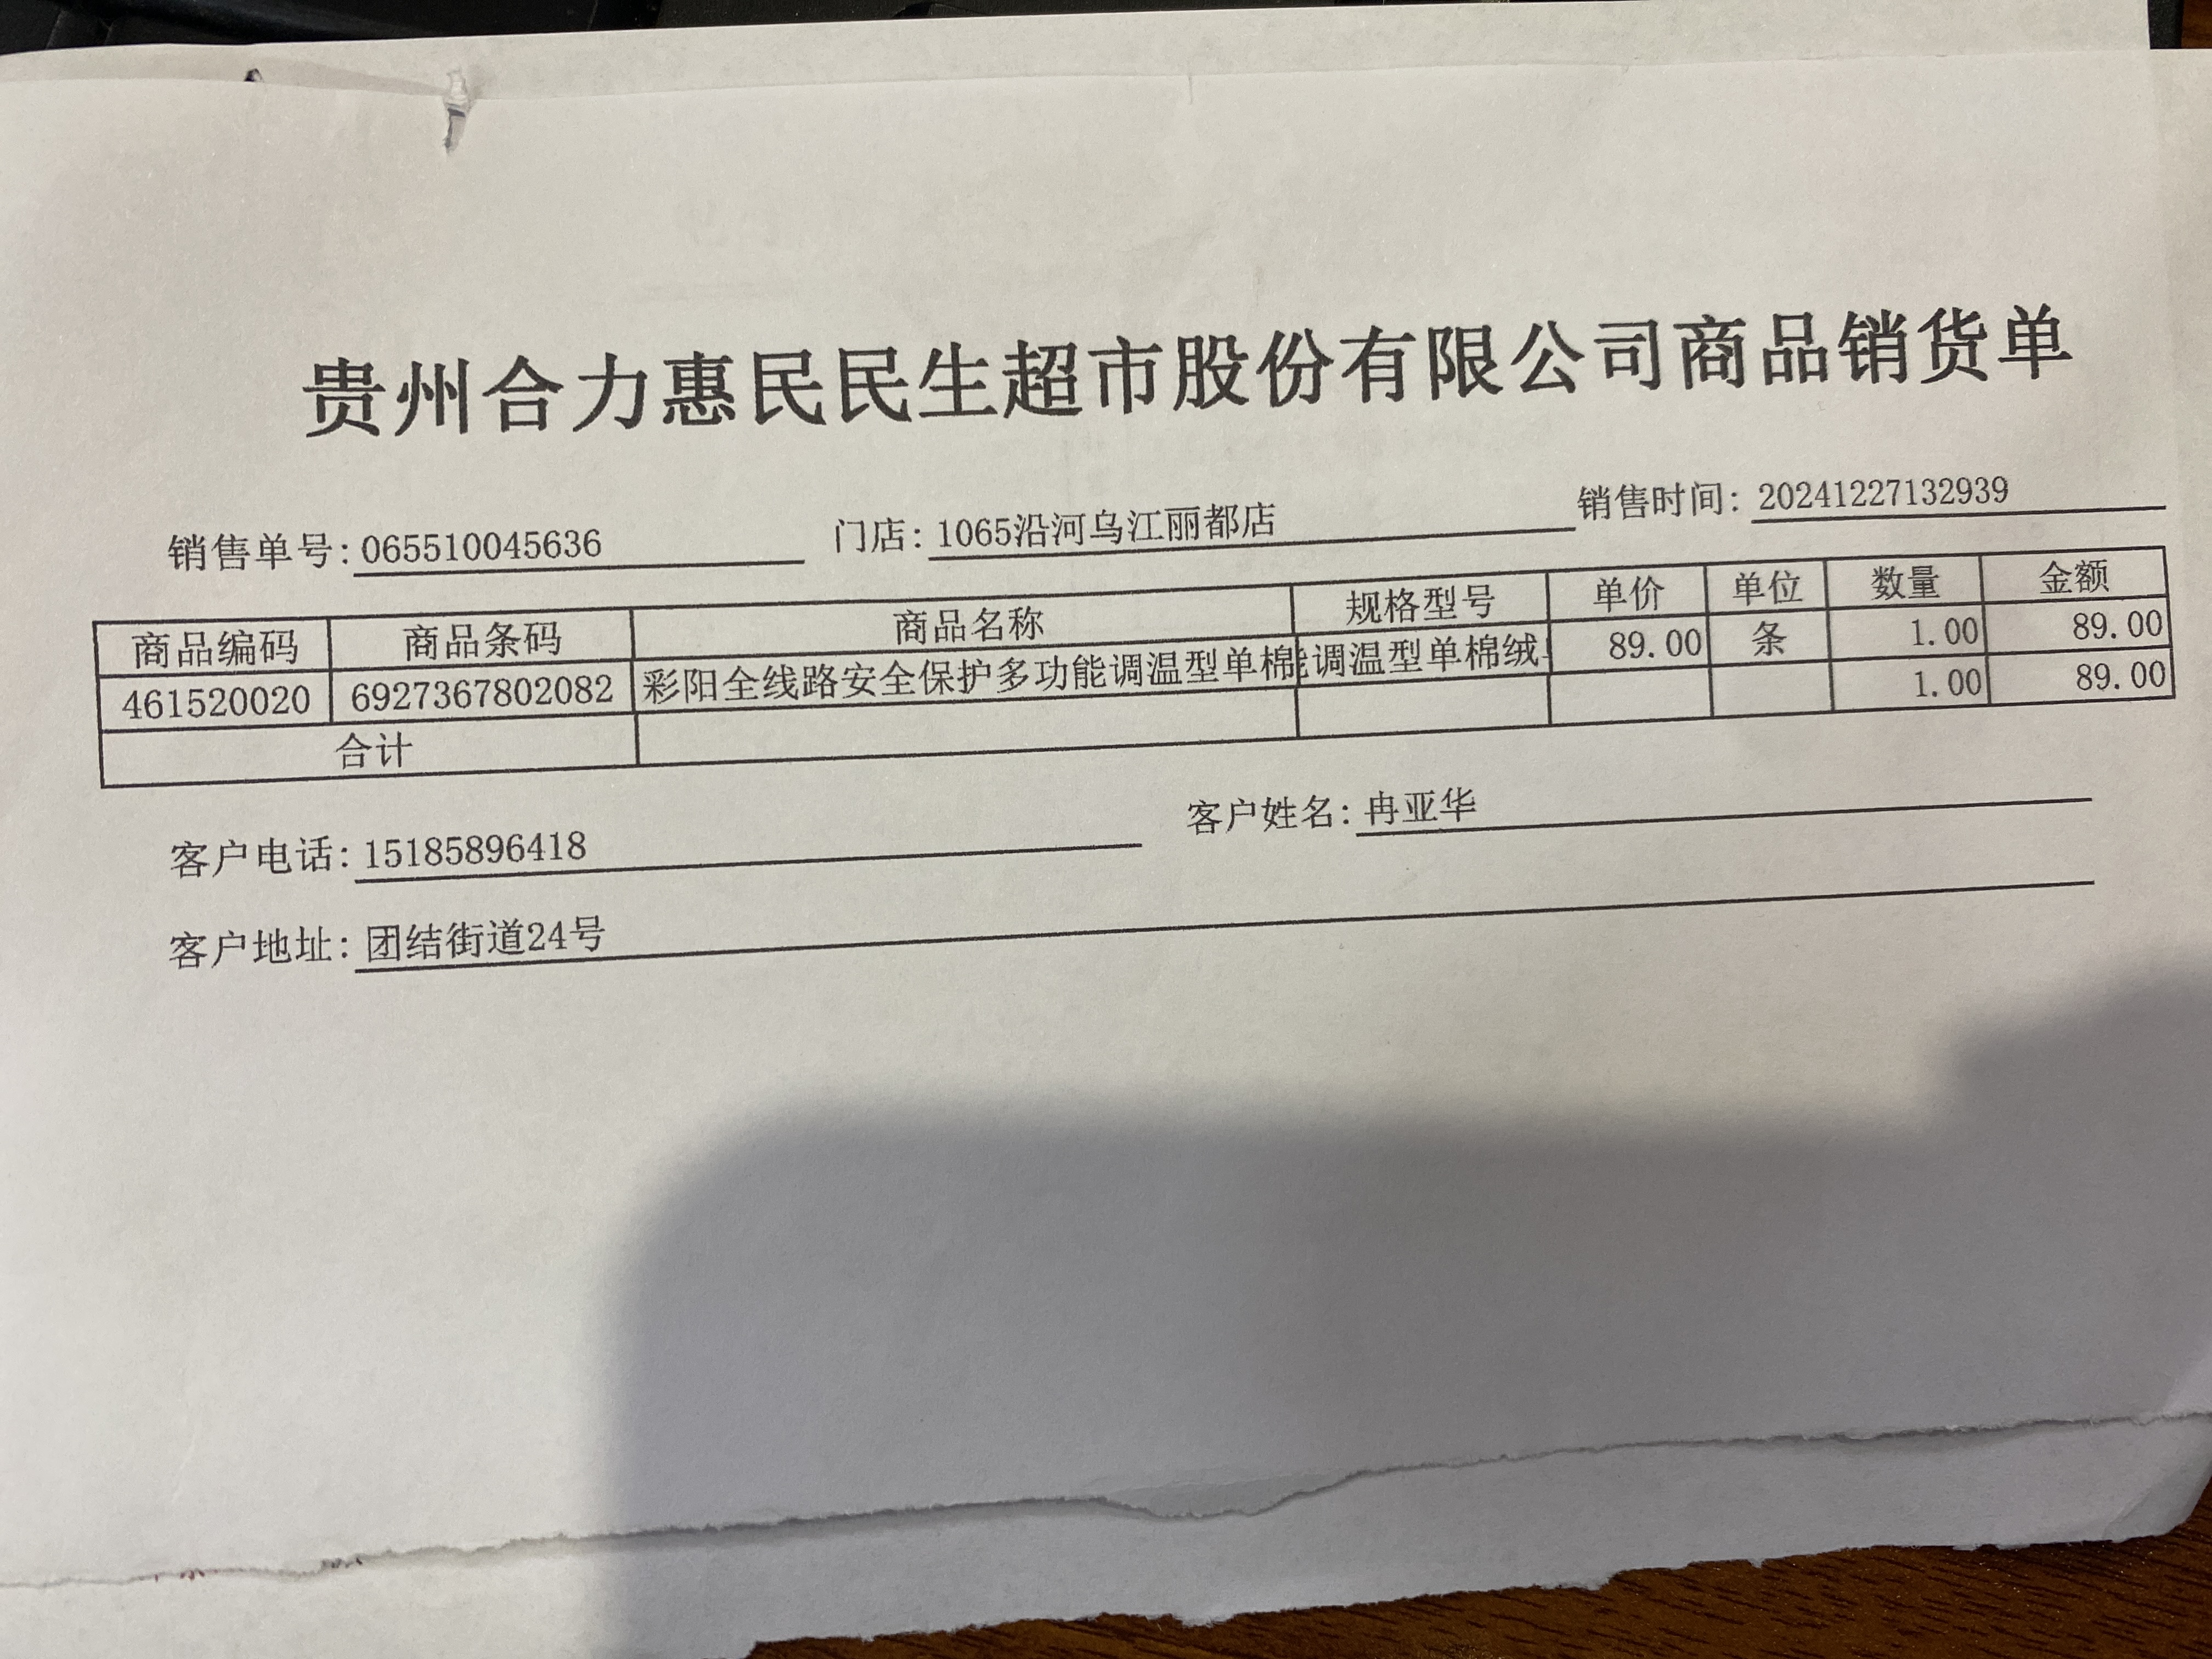 贵州合力惠民民生超市股份有限公司商品销货单
销售单号:065510045636 门店:1065沿河乌江丽都店 销售时间:20241227132939
商品编码 商品条码 商品名称 规格型号 单价 单位 数量 金额
461520020 6927367802082 彩阳全线路安全保护多功能调温型单棉 调温型单棉绒 89.00 条 1.00 89.00
合计 1.00 89.00
客户电话:15185896418 客户姓名:冉亚华
客户地址:团结街道24号